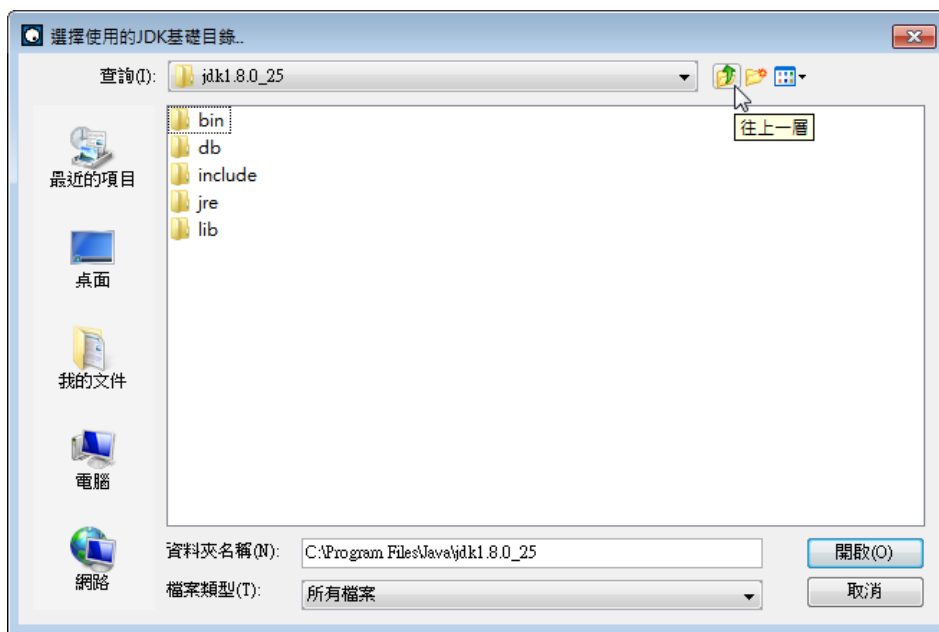 選擇使用的JDK基礎目錄..
查詢(I):
jdk1.8.0_25
往上一層
bin
db
include
jre
lib
最近的項目
桌面
我的文件
電腦
網路
資料夾名稱(N):
C:\Program Files\Java\jdk1.8.0_25
開啟(O)
檔案類型(T):
所有檔案
取消